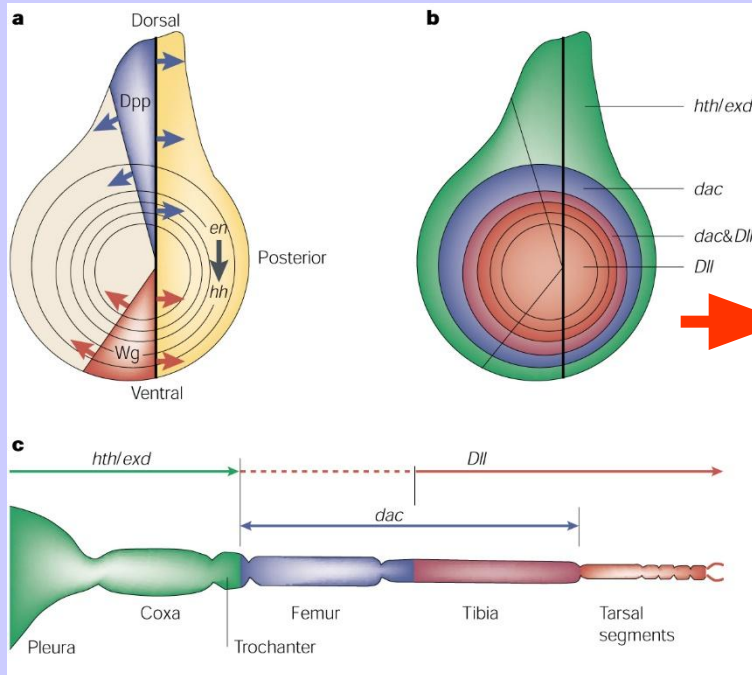 a
Dorsal
Dpp
en
hh
Posterior
Wg
Ventral
b
hth/exd
dac
dac&Dll
Dll
c
hth/exd
Dll
dac
Coxa
Femur
Tibia
Tarsal
segments
Pleura
Trochanter